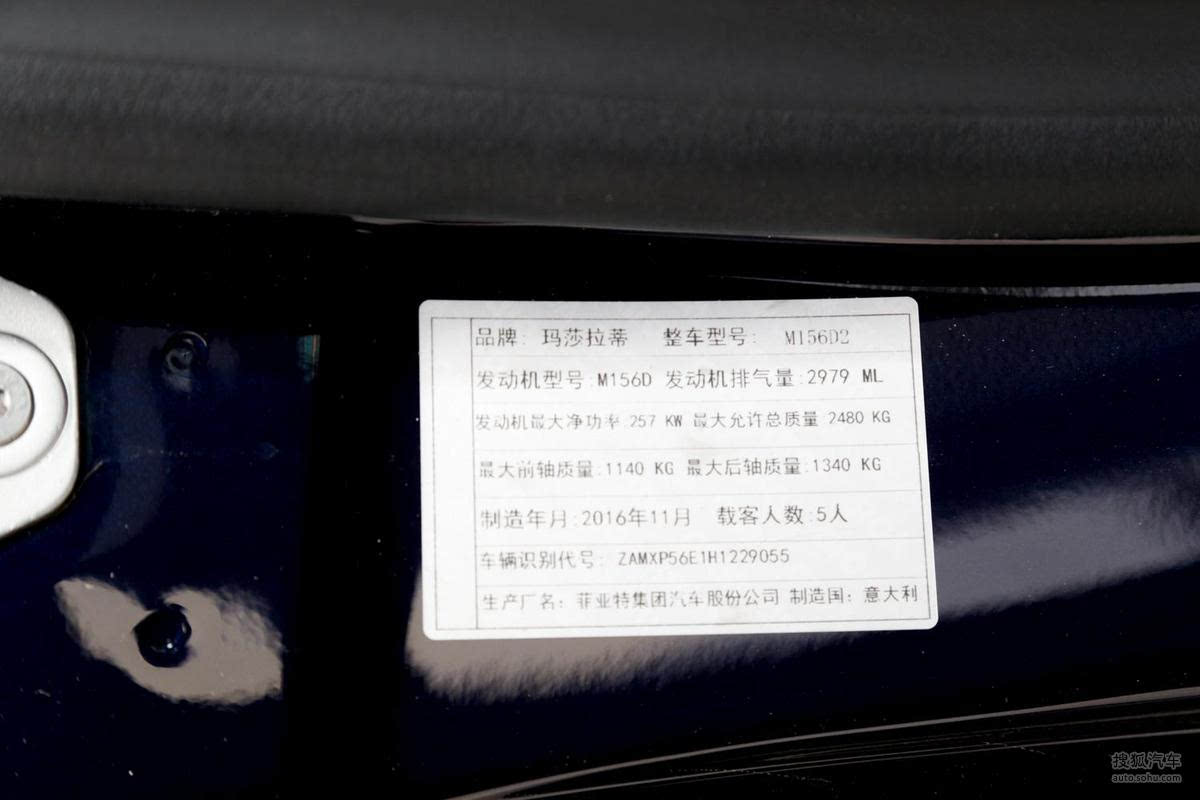 品牌: 玛莎拉蒂 整车型号: M156D2
发动机型号:M156D 发动机排气量:2979 ML
发动机最大净功率:257 KW 最大允许总质量:2480 KG
最大前轴质量:1140 KG 最大后轴质量:1340 KG
制造年月:2016年11月 载客人数:5人
车辆识别代号: ZAMXP56E1H1229055
生产厂名: 菲亚特集团汽车股份公司 制造国: 意大利
搜狐汽车
auto.sohu.com